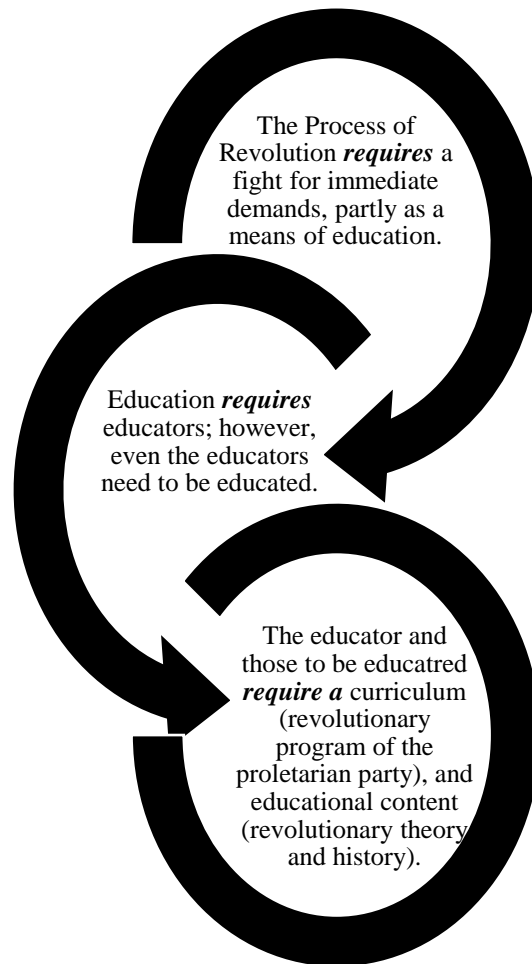 The Process of
Revolution requires a
fight for immediate
demands, partly as a
means of education.
Education requires
educators; however,
even the educators
need to be educated.
The educator and
those to be educatred
require a curriculum
(revolutionary
program of the
proletarian party), and
educational content
(revolutionary theory
and history).